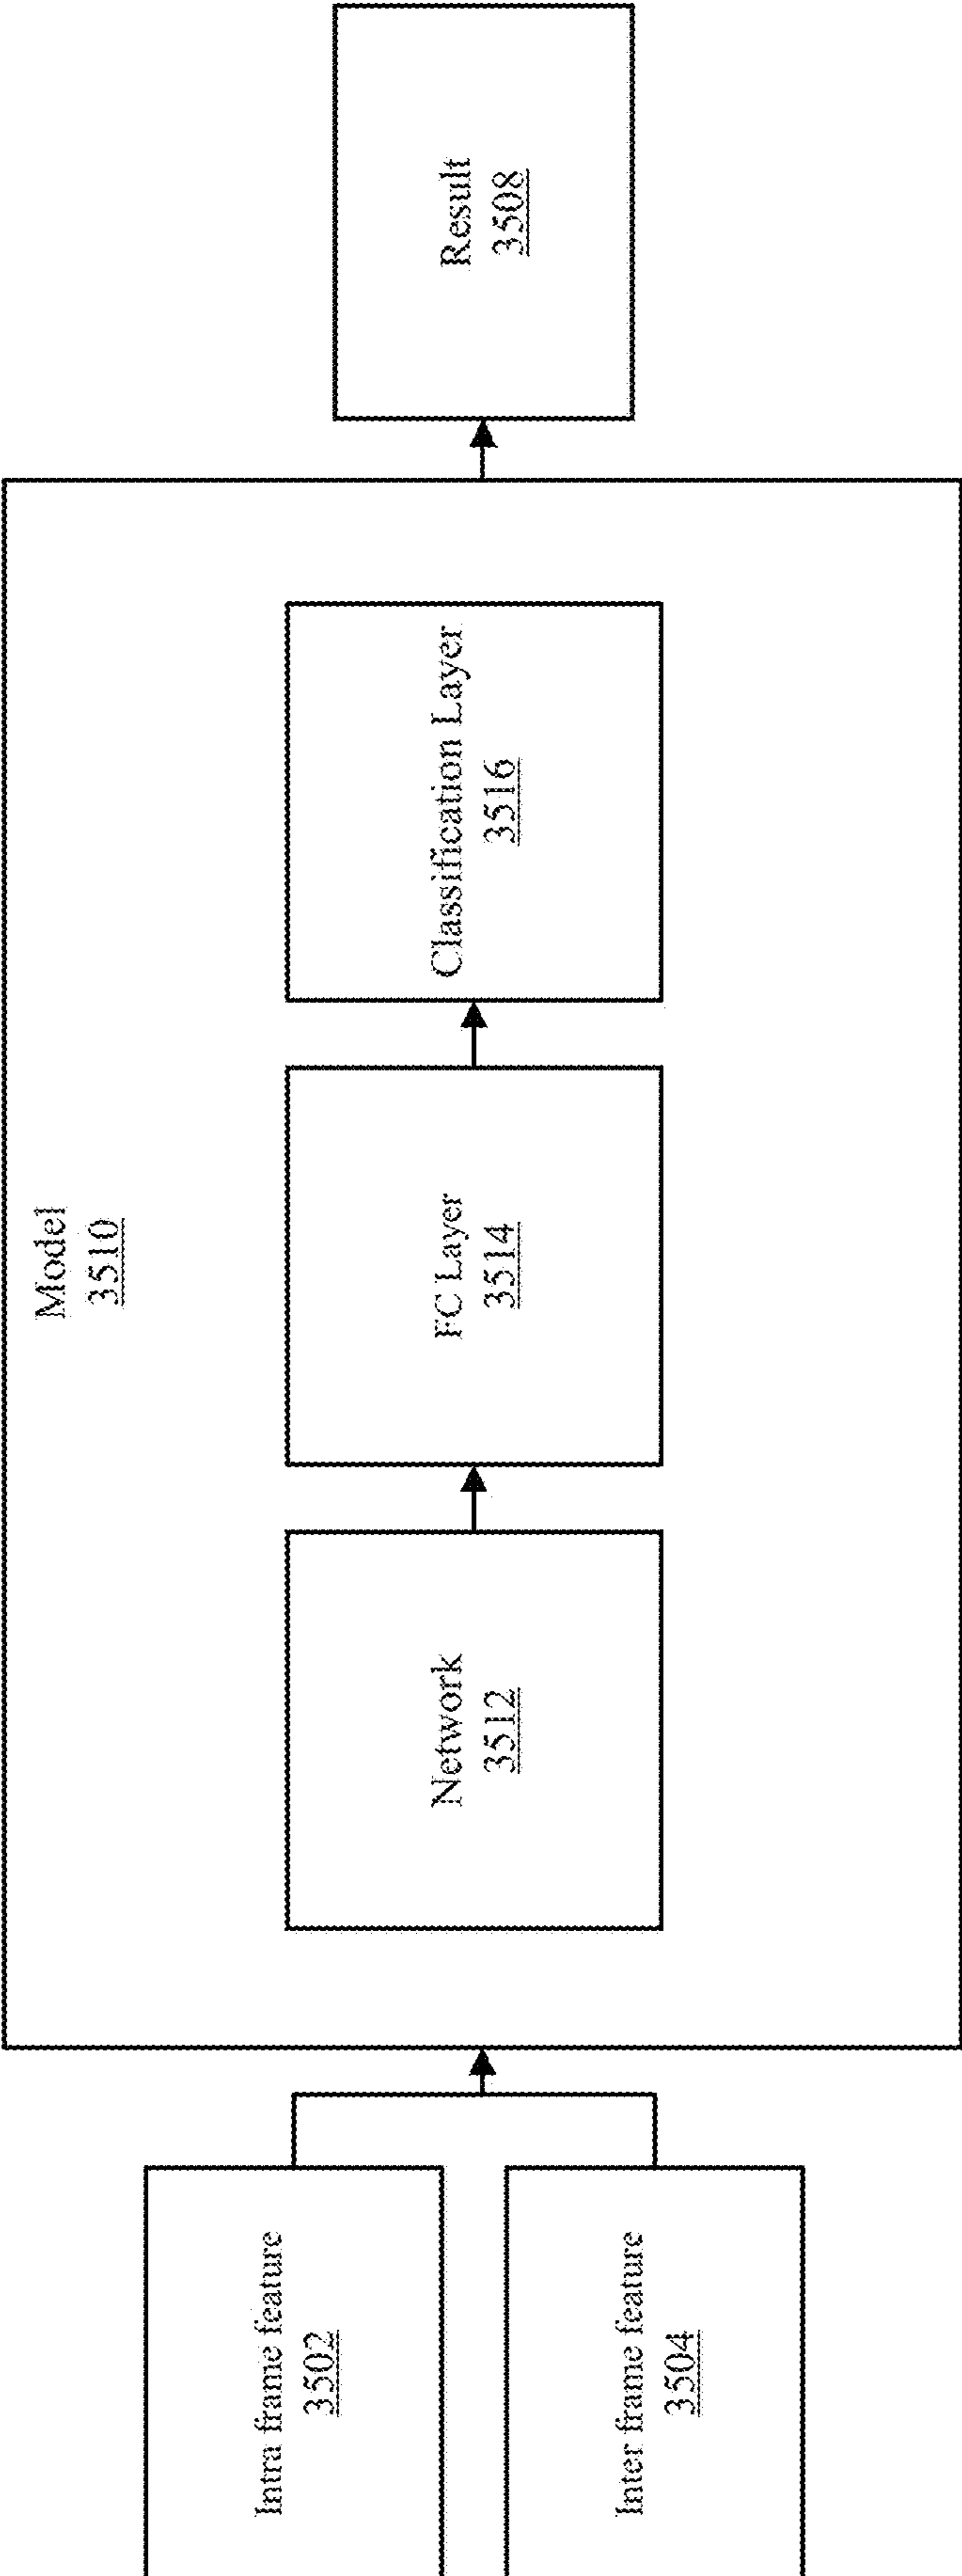 Intra frame feature
3502
Inter frame feature
3504
Model
3510
Network
3512
FC Layer
3514
Classification Layer
3516
Result
3508